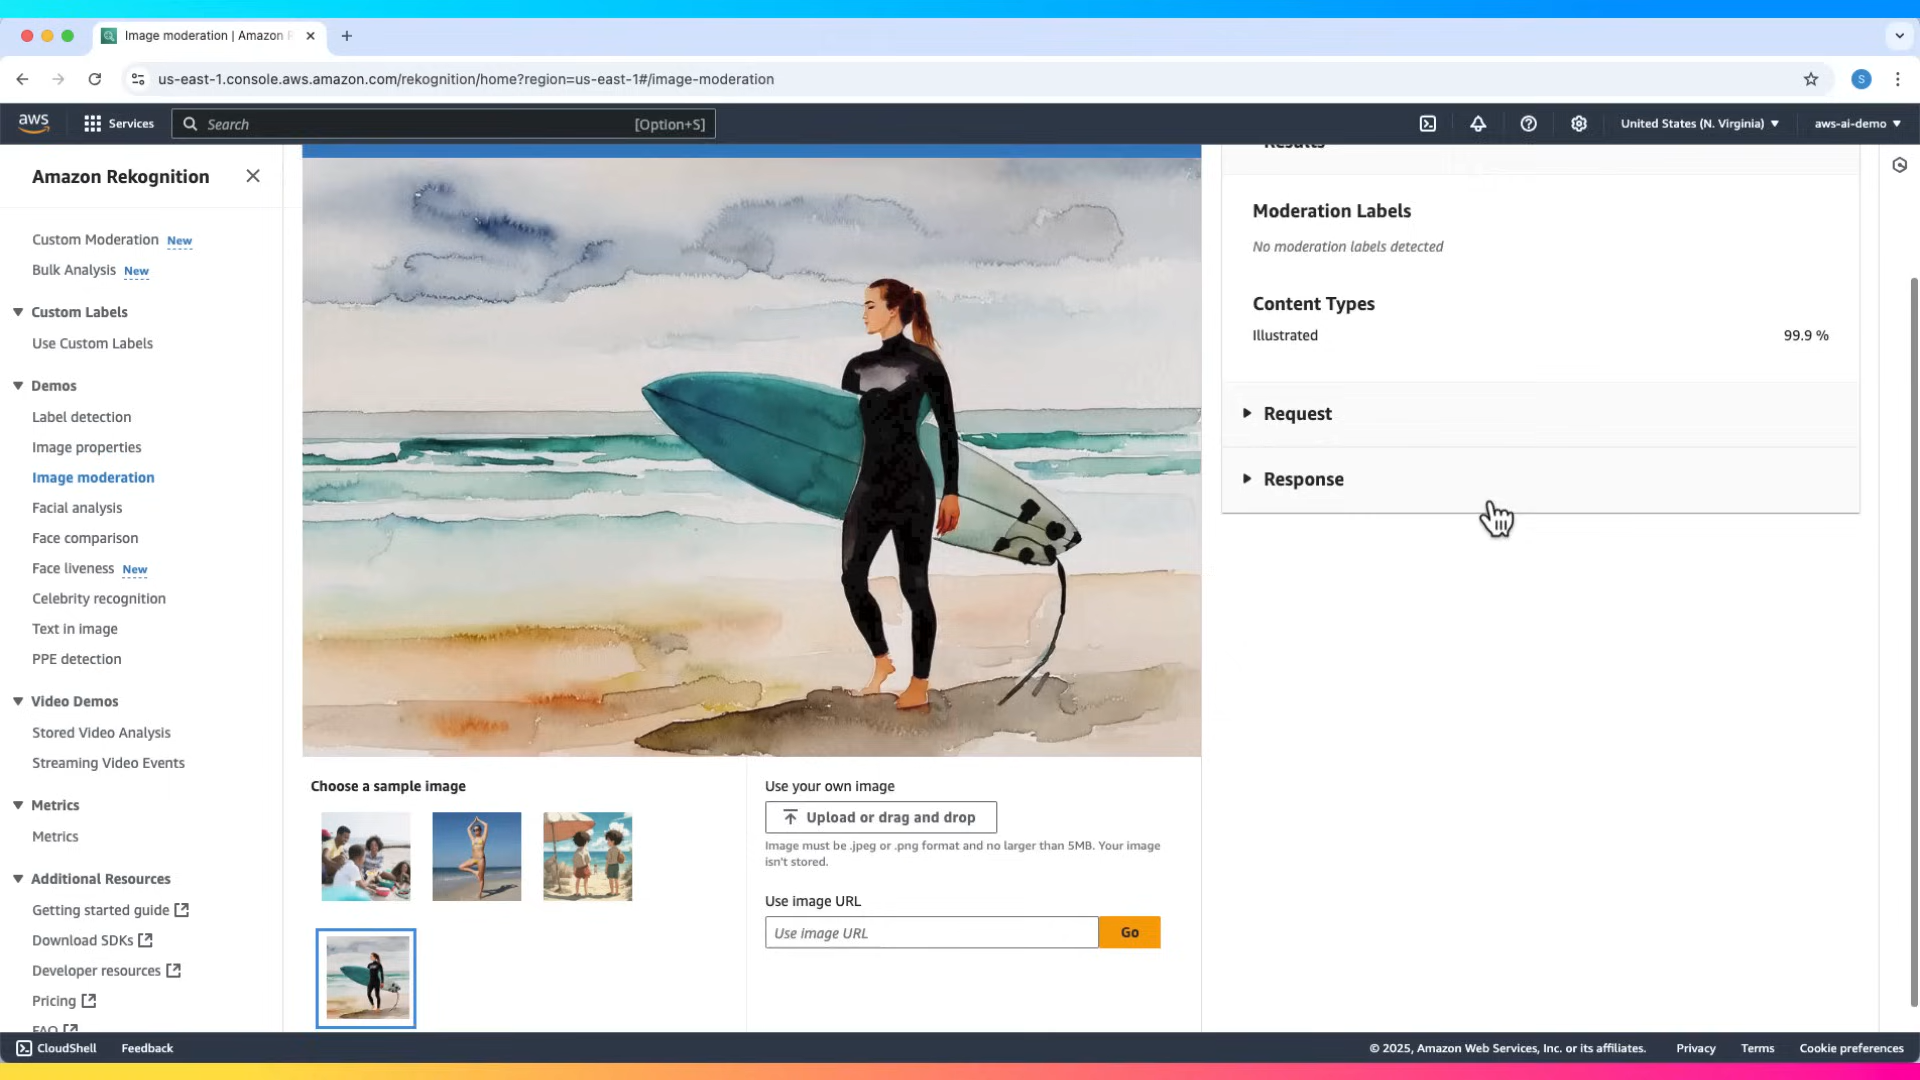 Image moderation | Amazon R
us-east-1.console.aws.amazon.com/rekognition/home?region=us-east-1#/image-moderation
S
aws
Services
Search
[Option+S]
United States (N. Virginia)
aws-ai-demo
Amazon Rekognition
Custom Moderation New
Bulk Analysis New
Custom Labels
Use Custom Labels
Demos
Label detection
Image properties
Image moderation
Facial analysis
Face comparison
Face liveness New
Celebrity recognition
Text in image
PPE detection
Video Demos
Stored Video Analysis
Streaming Video Events
Metrics
Metrics
Additional Resources
Getting started guide
Download SDKs
Developer resources
Pricing
FAQ
Choose a sample image
Use your own image
Upload or drag and drop
Image must be .jpeg or .png format and no larger than 5MB. Your image
isn't stored.
Use image URL
Use image URL
Go
Results
Moderation Labels
No moderation labels detected
Content Types
Illustrated 99.9 %
Request
Response
CloudShell
Feedback
© 2025, Amazon Web Services, Inc. or its affiliates.
Privacy
Terms
Cookie preferences